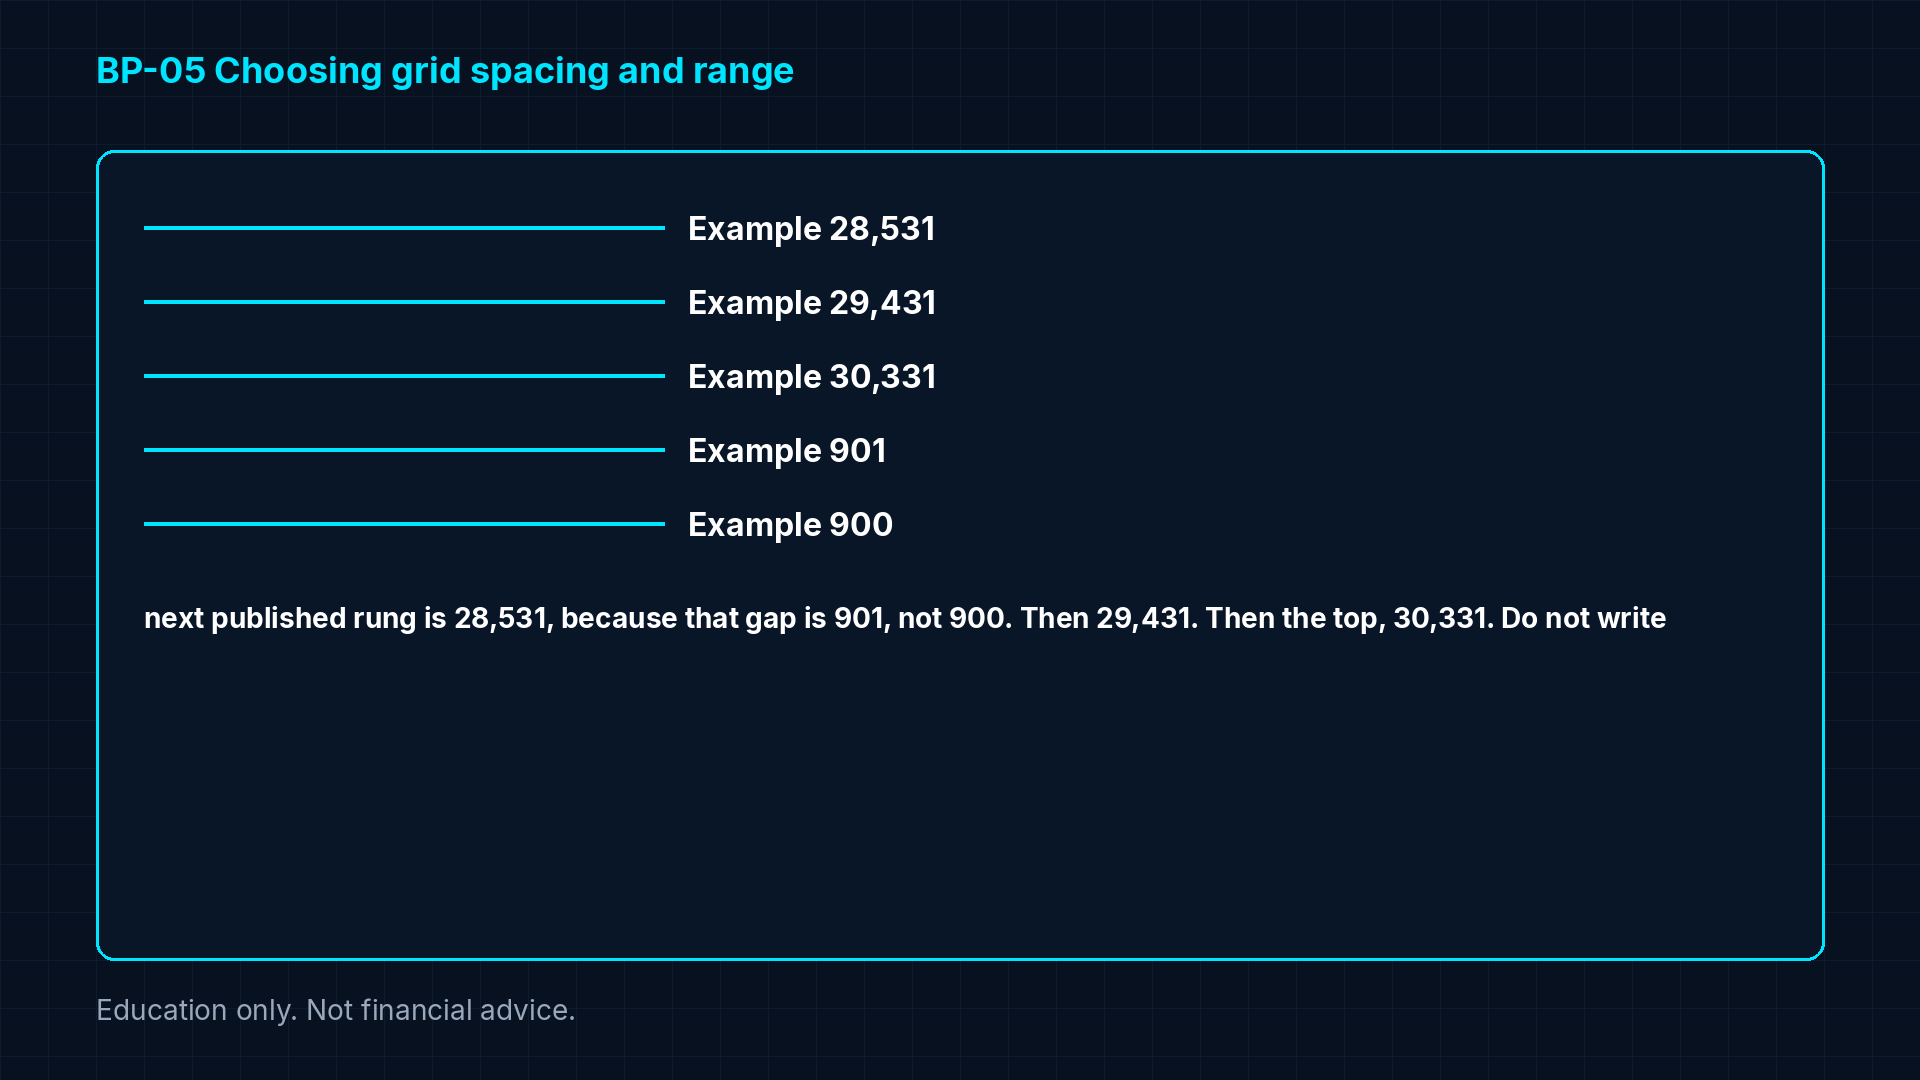 BP-05 Choosing grid spacing and range
Example 28,531
Example 29,431
Example 30,331
Example 901
Example 900
next published rung is 28,531, because that gap is 901, not 900. Then 29,431. Then the top, 30,331. Do not write
Education only. Not financial advice.